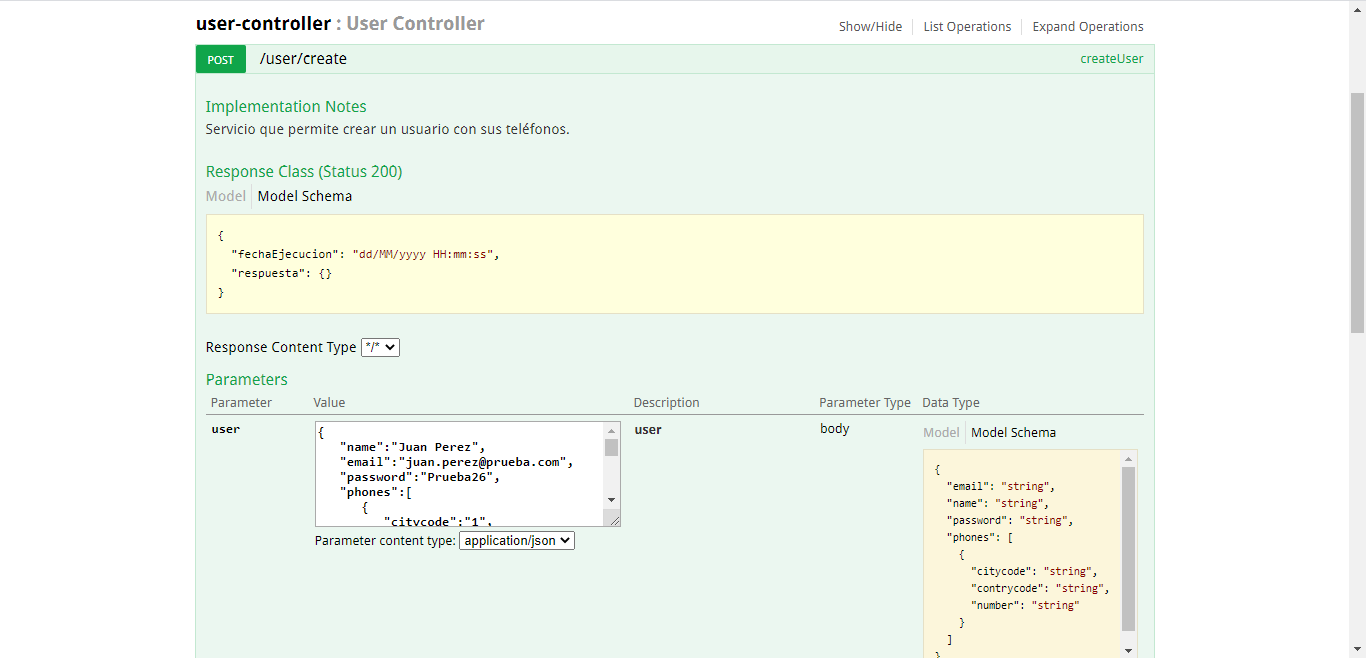 user-controller : User Controller
Show/Hide
List Operations
Expand Operations
POST
/user/create
createUser
Implementation Notes
Servicio que permite crear un usuario con sus teléfonos.
Response Class (Status 200)
Model
Model Schema
{
"fechaEjecucion": "dd/MM/yyyy HH:mm:ss",
"respuesta": {}
}
Response Content Type */*
Parameters
Parameter
Value
Description
Parameter Type
Data Type
user
{
"name":"Juan Perez",
"email":"juan.perez@prueba.com",
"password":"Prueba26",
"phones":[
{
"citycode":"1",
Parameter content type: application/json
user
body
Model
Model Schema
{
"email": "string",
"name": "string",
"password": "string",
"phones": [
{
"citycode": "string",
"contrycode": "string",
"number": "string"
}
]
}